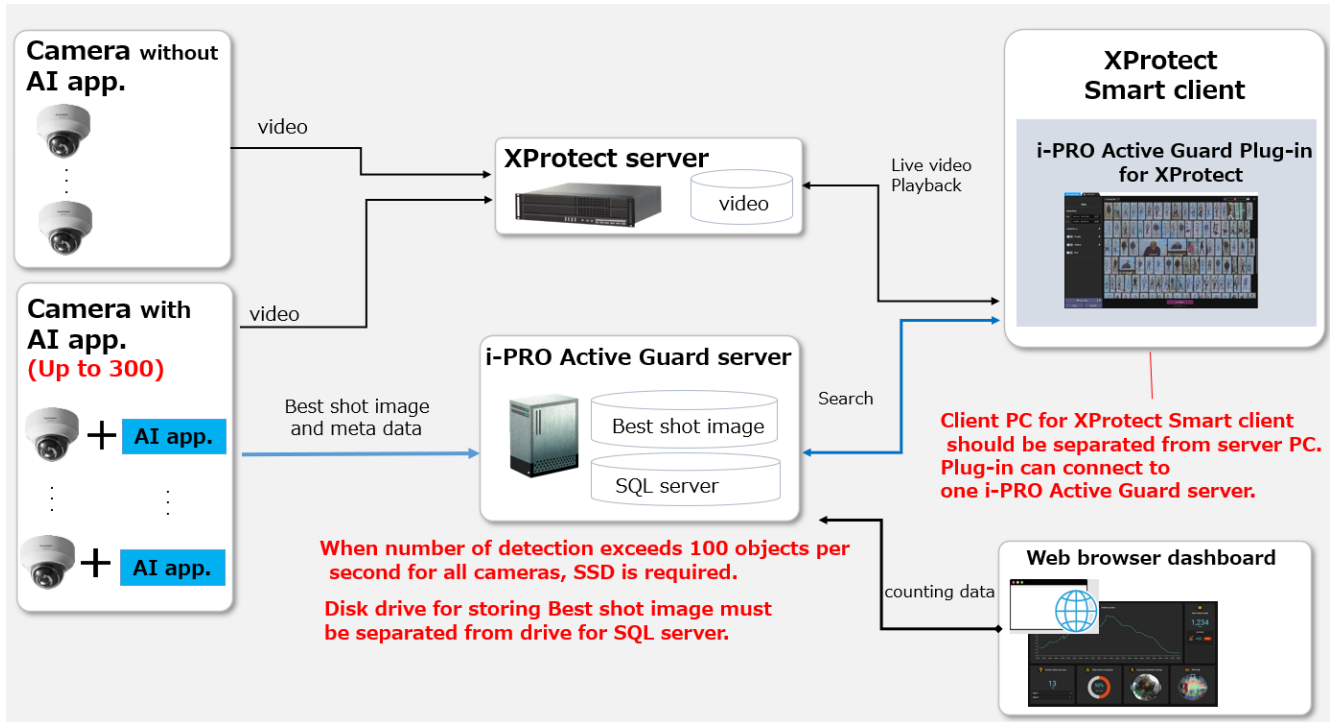 Camera without
AI app.
video
Camera with
AI app.
(Up to 300)
video
AI app.
AI app.
Best shot image
and meta data
XProtect server
video
i-PRO Active Guard server
Best shot image
SQL server
When number of detection exceeds 100 objects per
second for all cameras, SSD is required.
Disk drive for storing Best shot image must
be separated from drive for SQL server.
Live video
Playback
Search
XProtect
Smart client
i-PRO Active Guard Plug-in
for XProtect
Client PC for XProtect Smart client
should be separated from server PC.
Plug-in can connect to
one i-PRO Active Guard server.
counting data
Web browser dashboard
1,234
13